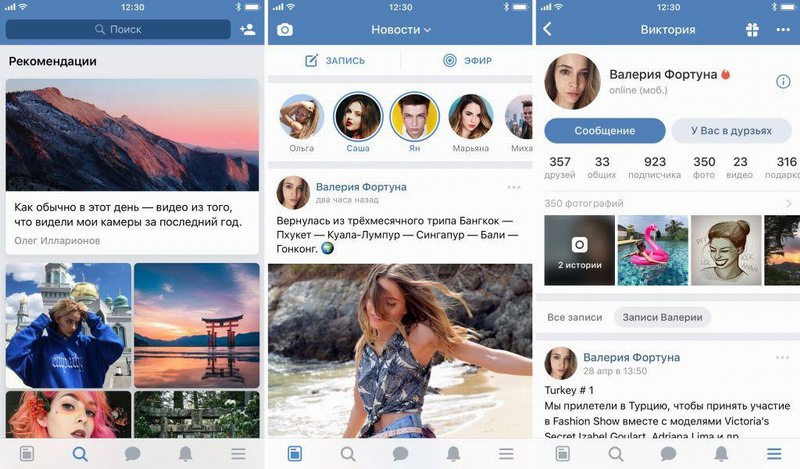 12:30
Поиск
Рекомендации
Как обычно в этот день — видео из того,
что видели мои камеры за последний год.
Олег Илларионов
12:30
Новости
ЗАПИСЬ
ЭФИР
Ольга
Саша
Ян
Марьяна
Миха
Валерия Фортуна
два часа назад
Вернулась из трёхмесячного трипа Бангкок —
Пхукет — Куала-Лумпур — Сингапур — Бали —
Гонконг.
12:30
Виктория
Валерия Фортуна
online (моб.)
Сообщение
У Вас в дурзьях
357 33 923 350 23 316
друзей общих подписчика фото видео подарко
350 фотографий
2 истории
LOL
KEK
Все записи Записи Валерии
Валерия Фортуна
28 апр в 13:50
Turkey # 1
Мы прилетели в Турцию, чтобы принять участие
в Fashion Show вместе с моделями Victoria's
Secret Izabel Goulart, Adriana Lima и др.